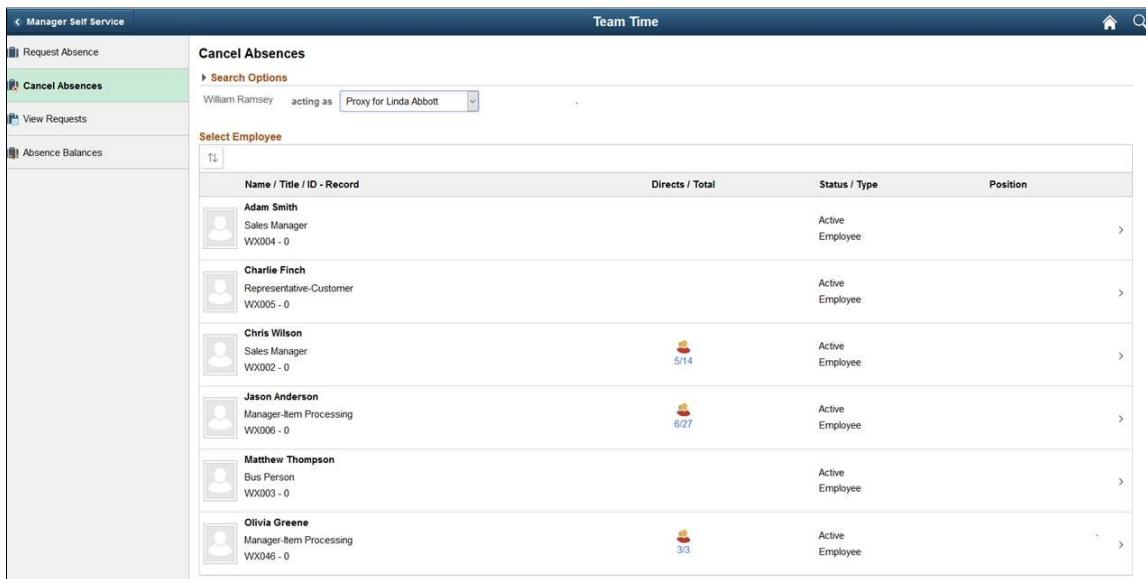 Manager Self Service
Team Time
Request Absence
Cancel Absences
View Requests
Absence Balances
Cancel Absences
Search Options
William Ramsey acting as Proxy for Linda Abbott
Select Employee
Name / Title / ID - Record Directs / Total Status / Type Position
Adam Smith
Sales Manager
WX004 - 0
Active
Employee
Charlie Finch
Representative-Customer
WX005 - 0
Active
Employee
Chris Wilson
Sales Manager
WX002 - 0
5/14
Active
Employee
Jason Anderson
Manager-Item Processing
WX006 - 0
6/27
Active
Employee
Matthew Thompson
Bus Person
WX003 - 0
Active
Employee
Olivia Greene
Manager-Item Processing
WX046 - 0
3/3
Active
Employee